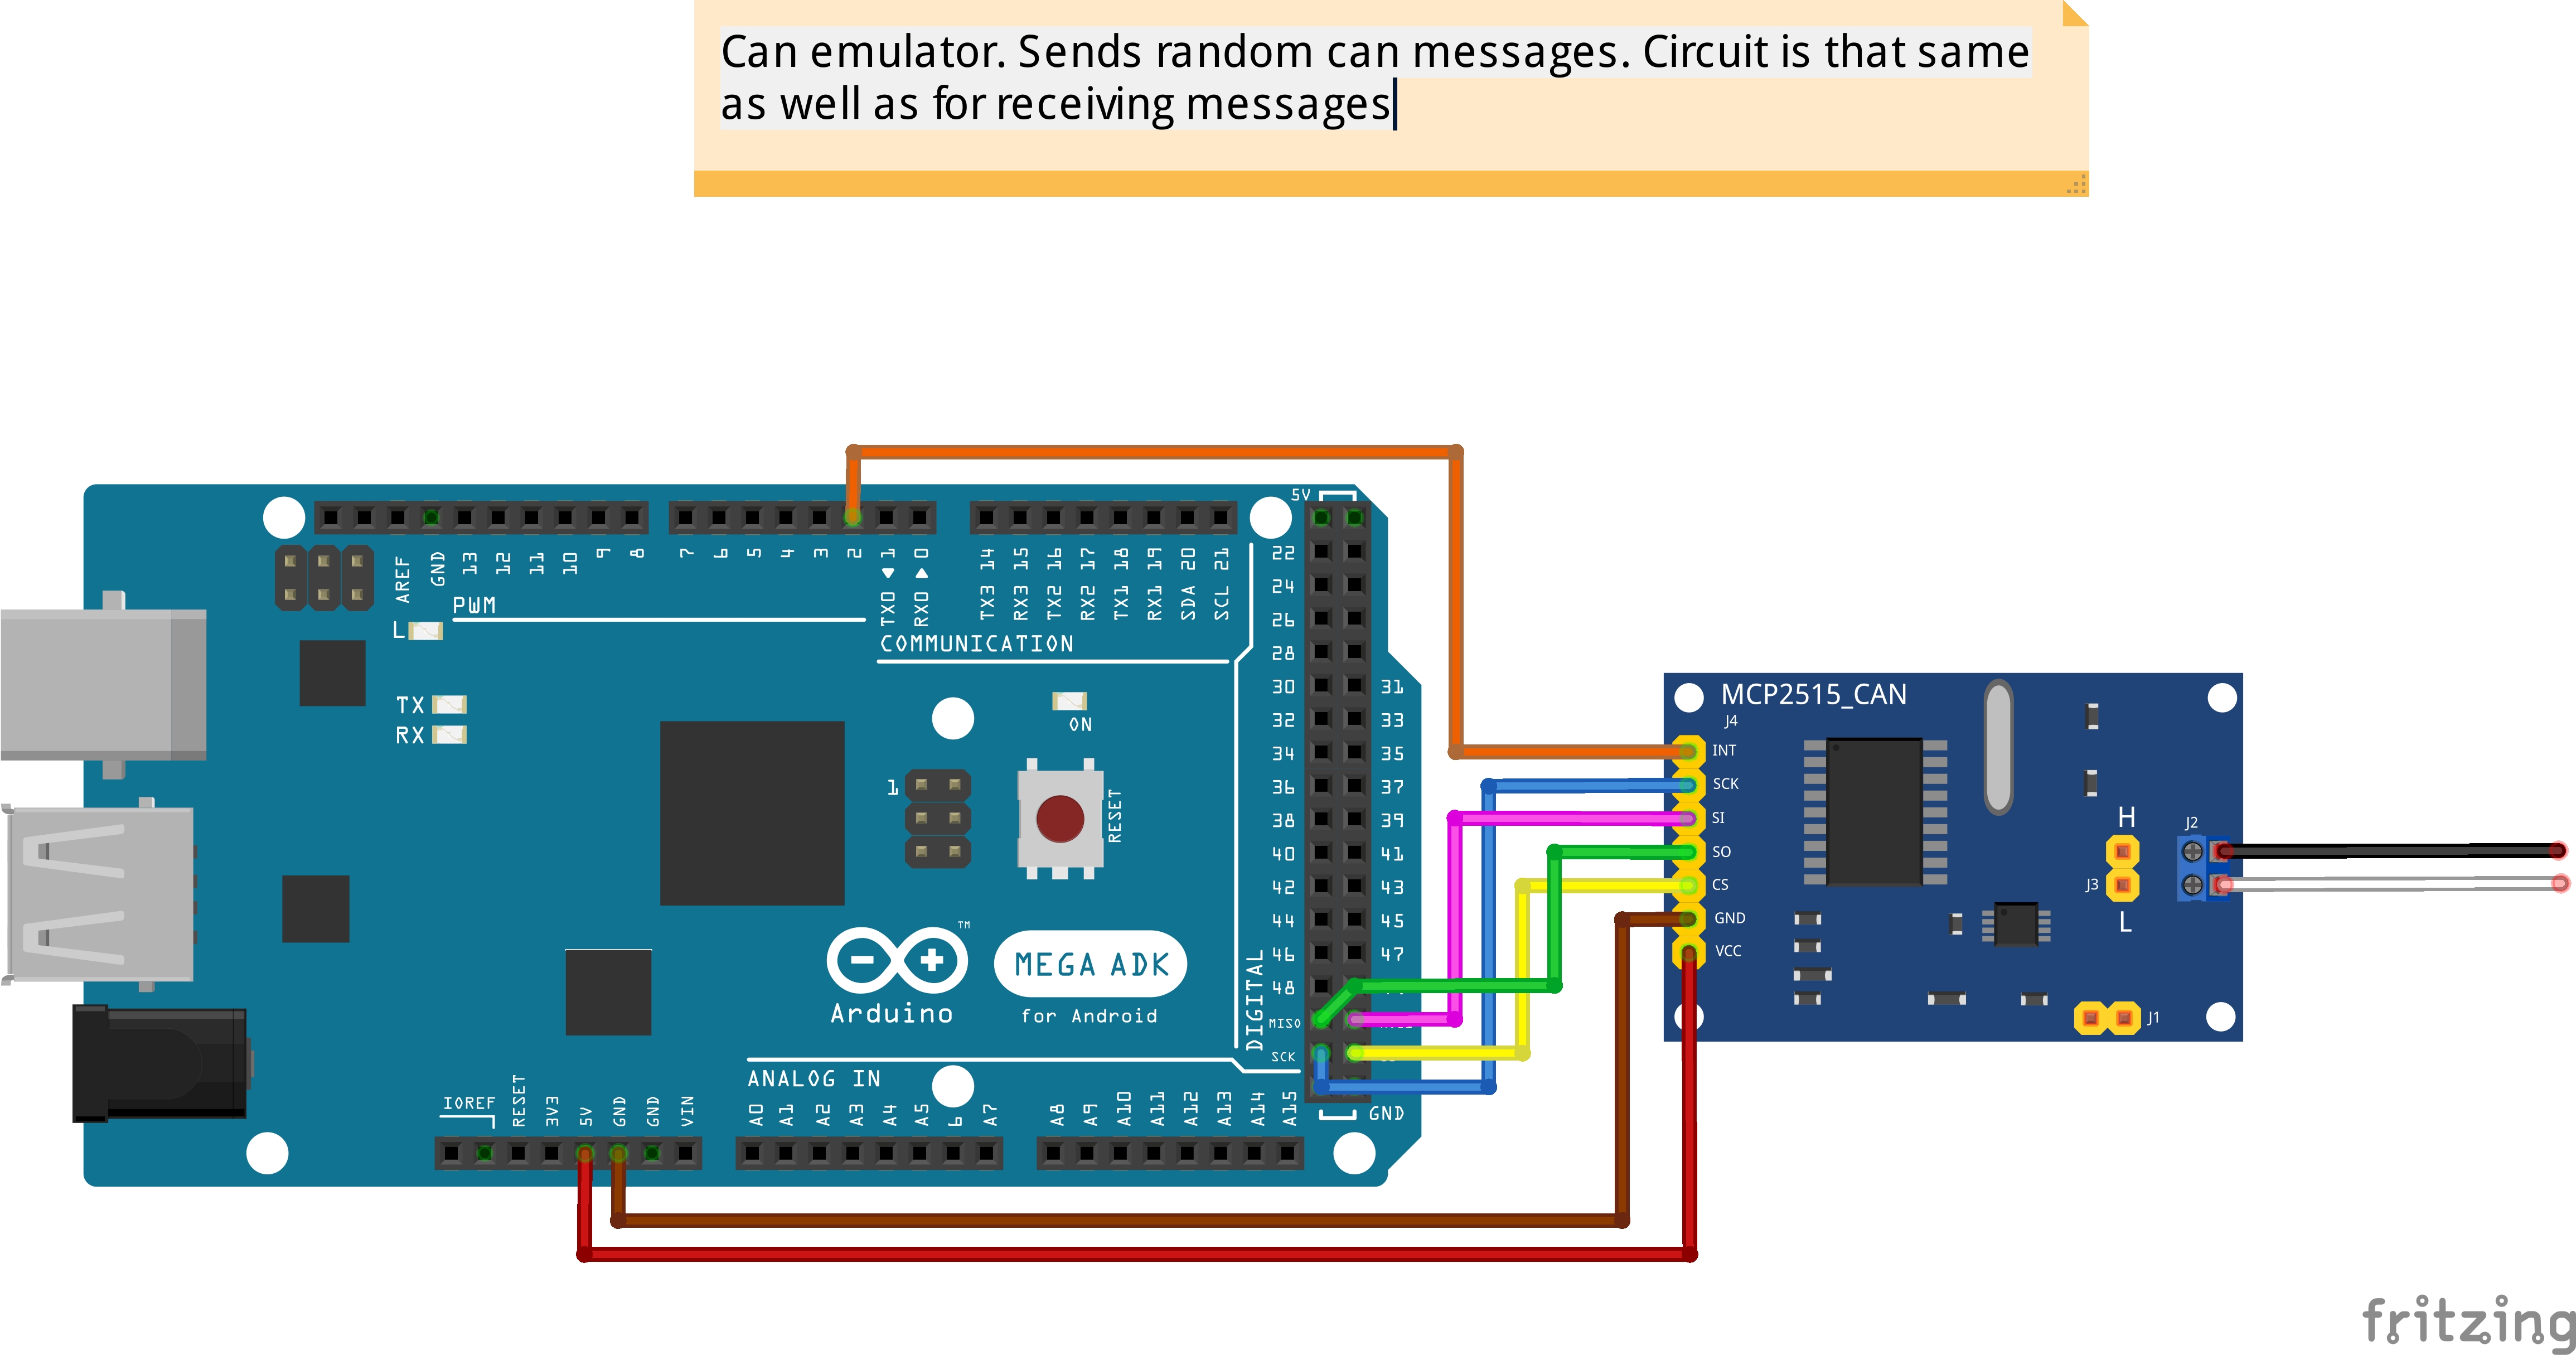 Can emulator. Sends random can messages. Circuit is that same
as well as for receiving messages
5V
AREF
GND
13
12
11
10
9
8
7
6
5
4
3
2
TX0 1
RX0 0
TX3 14
RX3 15
TX2 16
RX2 17
TX1 18
RX1 19
SDA 20
SCL 21
PWM
COMMUNICATION
L
TX
RX
ON
1
RESET
22
24
26
28
30 31
32 33
34 35
36 37
38 39
40 41
42 43
44 45
46 47
48
MISO
SCK
GND
DIGITAL
TM
Arduino
MEGA ADK
for Android
ANALOG IN
IOREF
RESET
3V3
5V
GND
GND
VIN
A0
A1
A2
A3
A4
A5
6
A7
A8
A9
A10
A11
A12
A13
A14
A15
MCP2515_CAN
J4
INT
SCK
SI
SO
CS
GND
VCC
H
J2
J3
L
J1
fritzing